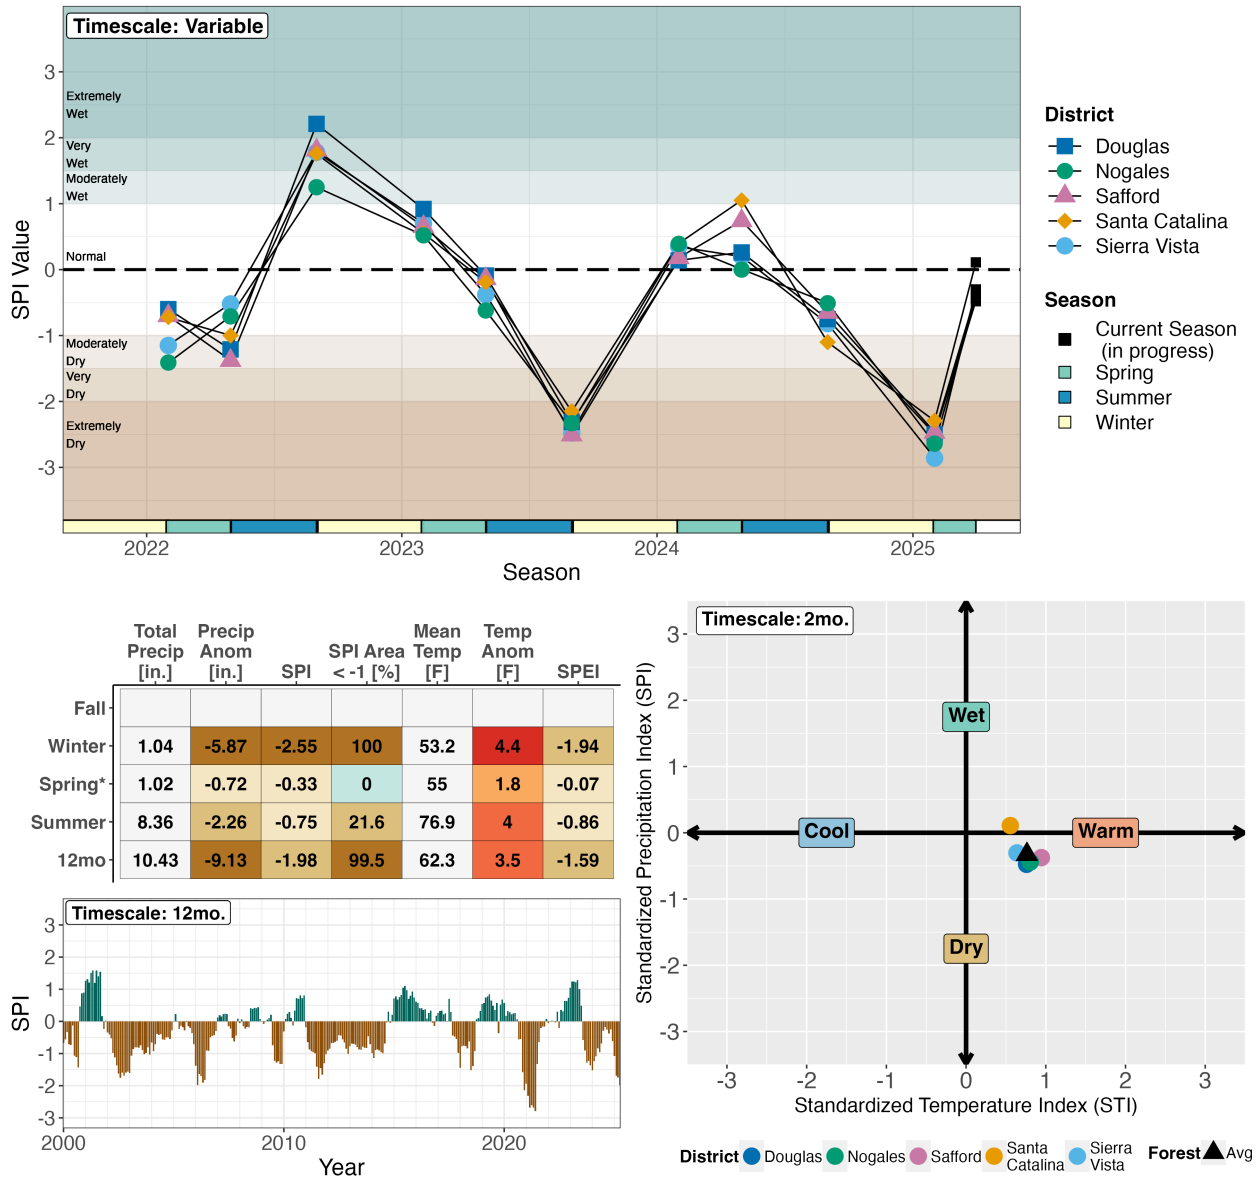 Timescale: Variable
3
2
1
0
-1
-2
-3
SPI Value
Extremely
Wet
Very
Wet
Moderately
Wet
Normal
Moderately
Dry
Very
Dry
Extremely
Dry
2022
2023
2024
2025
Season
District
Douglas
Nogales
Safford
Santa Catalina
Sierra Vista
Season
Current Season
(in progress)
Spring
Summer
Winter
Total Precip [in.] Precip Anom [in.] SPI SPI Area < -1 [%] Mean Temp [F] Temp Anom [F] SPEI
Fall
Winter 1.04 -5.87 -2.55 100 53.2 4.4 -1.94
Spring* 1.02 -0.72 -0.33 0 55 1.8 -0.07
Summer 8.36 -2.26 -0.75 21.6 76.9 4 -0.86
12mo 10.43 -9.13 -1.98 99.5 62.3 3.5 -1.59
Timescale: 12mo.
3
2
1
0
-1
-2
-3
SPI
2000
2010
2020
Year
Timescale: 2mo.
3
2
1
0
-1
-2
-3
Standardized Precipitation Index (SPI)
Wet
Cool
Warm
Dry
-3
-2
-1
0
1
2
3
Standardized Temperature Index (STI)
District
Douglas
Nogales
Safford
Santa
Catalina
Sierra
Vista
Forest
Avg